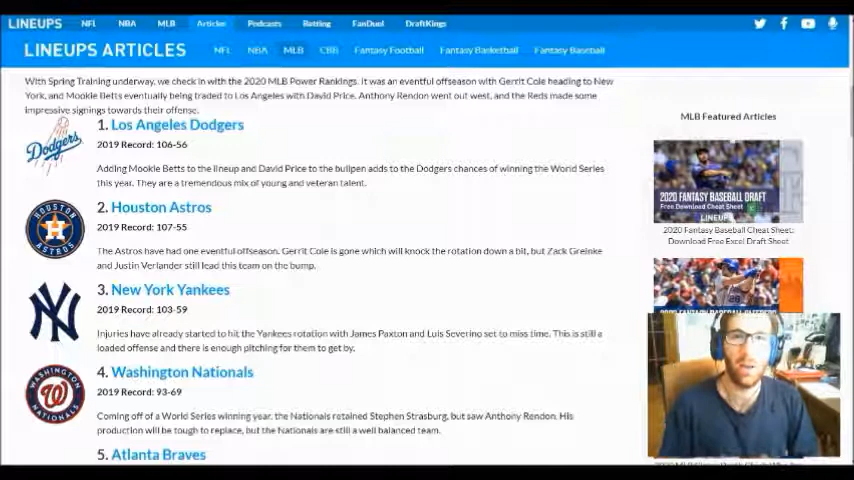 LINEUPS NFL NBA MLB Articles Podcasts Betting FanDuel DraftKings
LINEUPS ARTICLES NFL NBA MLB CBB Fantasy Football Fantasy Basketball Fantasy Baseball
With Spring Training underway, we check in with the 2020 MLB Power Rankings. It was an eventful offseason with Gerrit Cole heading to New
York, and Mookie Betts eventually being traded to Los Angeles with David Price. Anthony Rendon went out west, and the Reds made some
impressive signings towards their offense.
Dodgers
1. Los Angeles Dodgers
2019 Record: 106-56
Adding Mookie Betts to the lineup and David Price to the bullpen adds to the Dodgers chances of winning the World Series
this year. They are a tremendous mix of young and veteran talent.
HOUSTON
ASTROS
2. Houston Astros
2019 Record: 107-55
The Astros have had one eventful offseason. Gerrit Cole is gone which will knock the rotation down a bit, but Zack Greinke
and Justin Verlander still lead this team on the bump.
3. New York Yankees
2019 Record: 103-59
Injuries have already started to hit the Yankees rotation with James Paxton and Luis Severino set to miss time. This is still a
loaded offense and there is enough pitching for them to get by.
WASHINGTON
NATIONALS
4. Washington Nationals
2019 Record: 93-69
Coming off of a World Series winning year, the Nationals retained Stephen Strasburg, but saw Anthony Rendon. His
production will be tough to replace, but the Nationals are still a well balanced team.
5. Atlanta Braves
MLB Featured Articles
2020 FANTASY BASEBALL DRAFT
Free Download Cheat Sheet
LINEUPS
2020 Fantasy Baseball Cheat Sheet:
Download Free Excel Draft Sheet